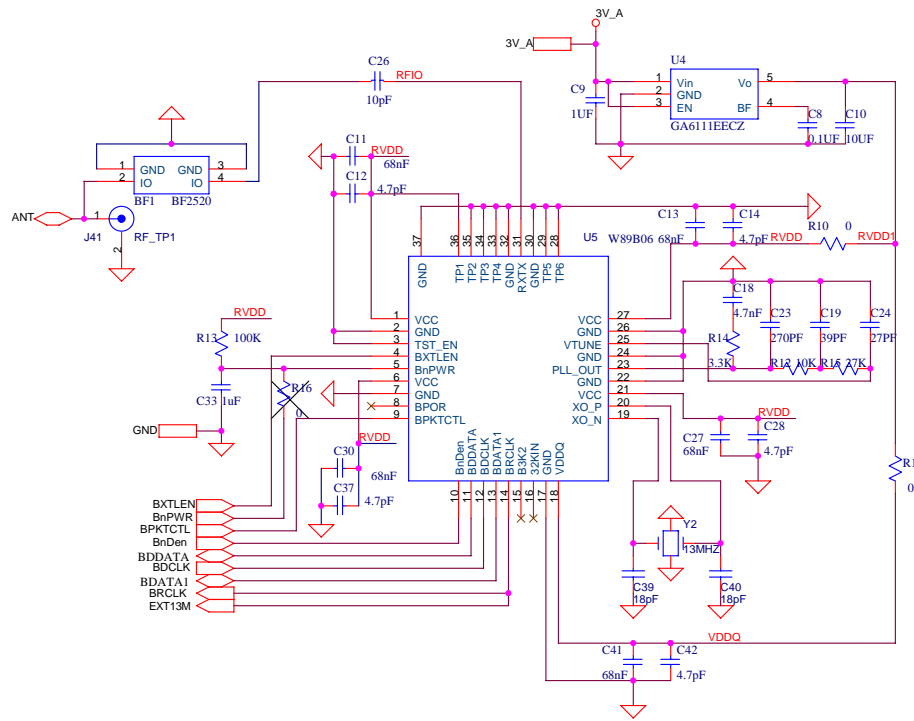 3V_A
3V_A
U4
1 Vin Vo 5
2 GND
3 EN BF 4
GA6111EECZ
C9
1UF
C8
0.1UF
C10
10UF
C26
10pF
RFIO
1 GND GND 3
2 IO IO 4
BF1 BF2520
ANT
1
J41 RF_TP1
2
C11
68nF
RVDD
C12
4.7pF
37 36 35 34 33 32 31 30 29 28
GND TP1 TP2 TP3 TP4 GND RXTX GND TP5 TP6
U5 W89B06
C13
68nF
C14
4.7pF
RVDD
R10 0
RVDD1
1 VCC
2 GND
3 TST_EN
4 BXTLEN
5 BnPWR
6 VCC
7 GND
8 BPOR
9 BPKTCTL
VCC 27
GND 26
VTUNE 25
GND 24
PLL_OUT 23
GND 22
VCC 21
XO_P 20
XO_N 19
BnDen BDDATA BDCLK BDATA1 BRCLK B3K2 32KIN GND VDDQ
10 11 12 13 14 15 16 17 18
C18
4.7nF
R14
3.3K
C23
270PF
C19
39PF
C24
27PF
R12 10K
R15 27K
RVDD
R13
100K
C33 1uF
R16
0
GND
RVDD
C30
68nF
C37
4.7pF
RVDD
C27
68nF
C28
4.7pF
R1
0
BXTLEN
BnPWR
BPKTCTL
BnDen
BDDATA
BDCLK
BDATA1
BRCLK
EXT13M
Y2
13MHZ
C39
18pF
C40
18pF
VDDQ
C41
68nF
C42
4.7pF